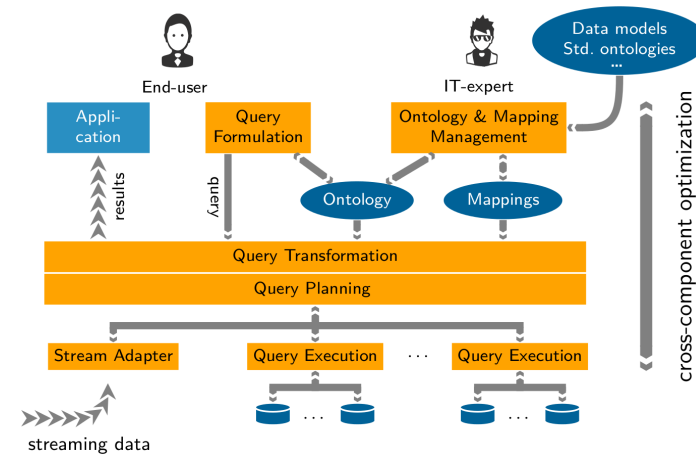 Data models
Std. ontologies
...
End-user
IT-expert
Appli-
cation
Query
Formulation
Ontology & Mapping
Management
results
query
Ontology
Mappings
cross-component optimization
Query Transformation
Query Planning
Stream Adapter
Query Execution
...
Query Execution
...
...
streaming data